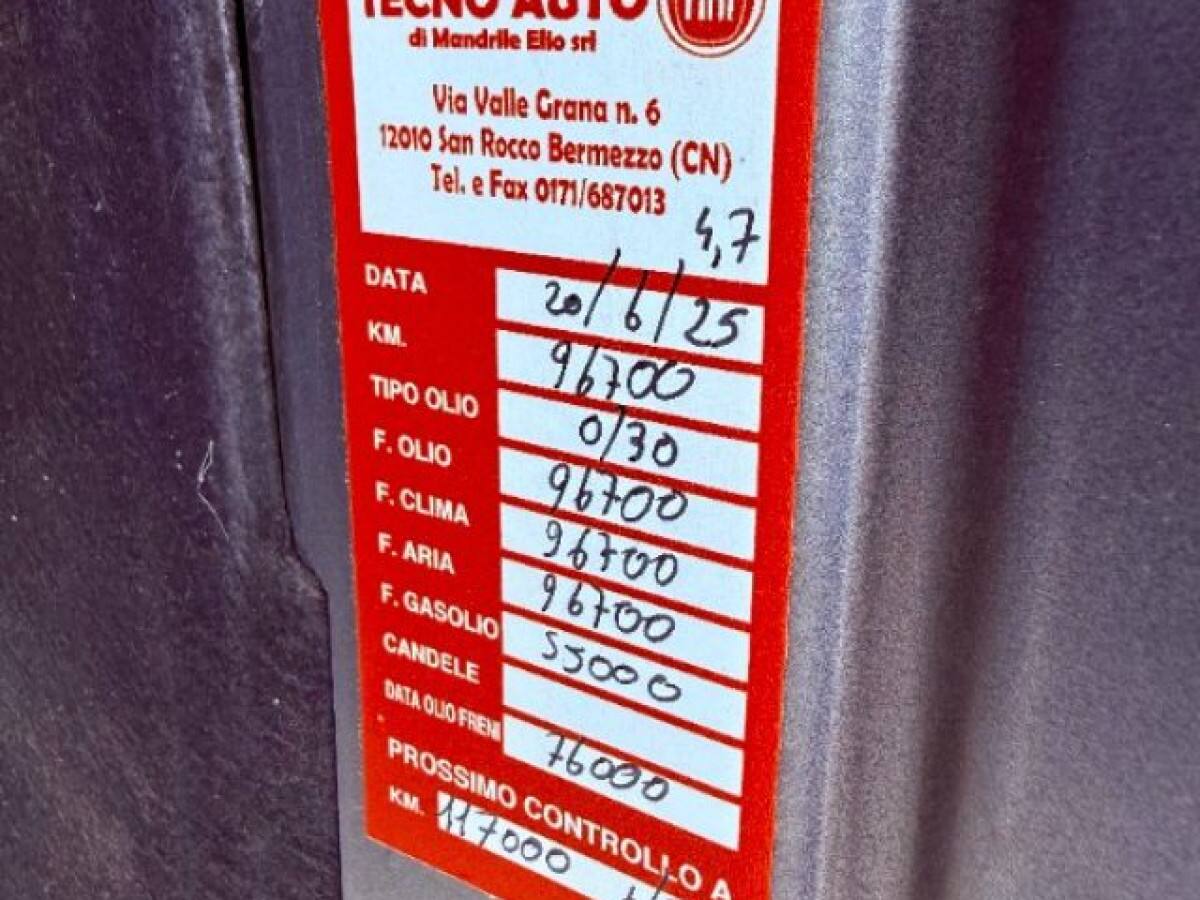 TECNO AUTO
di Mandrile Elio srl
Via Valle Grana n. 6
12010 San Rocco Bermezzo (CN)
Tel. e Fax 0171/687013
4,7
DATA 20/6/25
KM. 96700
TIPO OLIO 0/30
F. OLIO 96700
F. CLIMA 96700
F. ARIA 96700
F. GASOLIO 55000
CANDELE
DATA OLIO FRENI 76000
PROSSIMO CONTROLLO A
KM. 117000